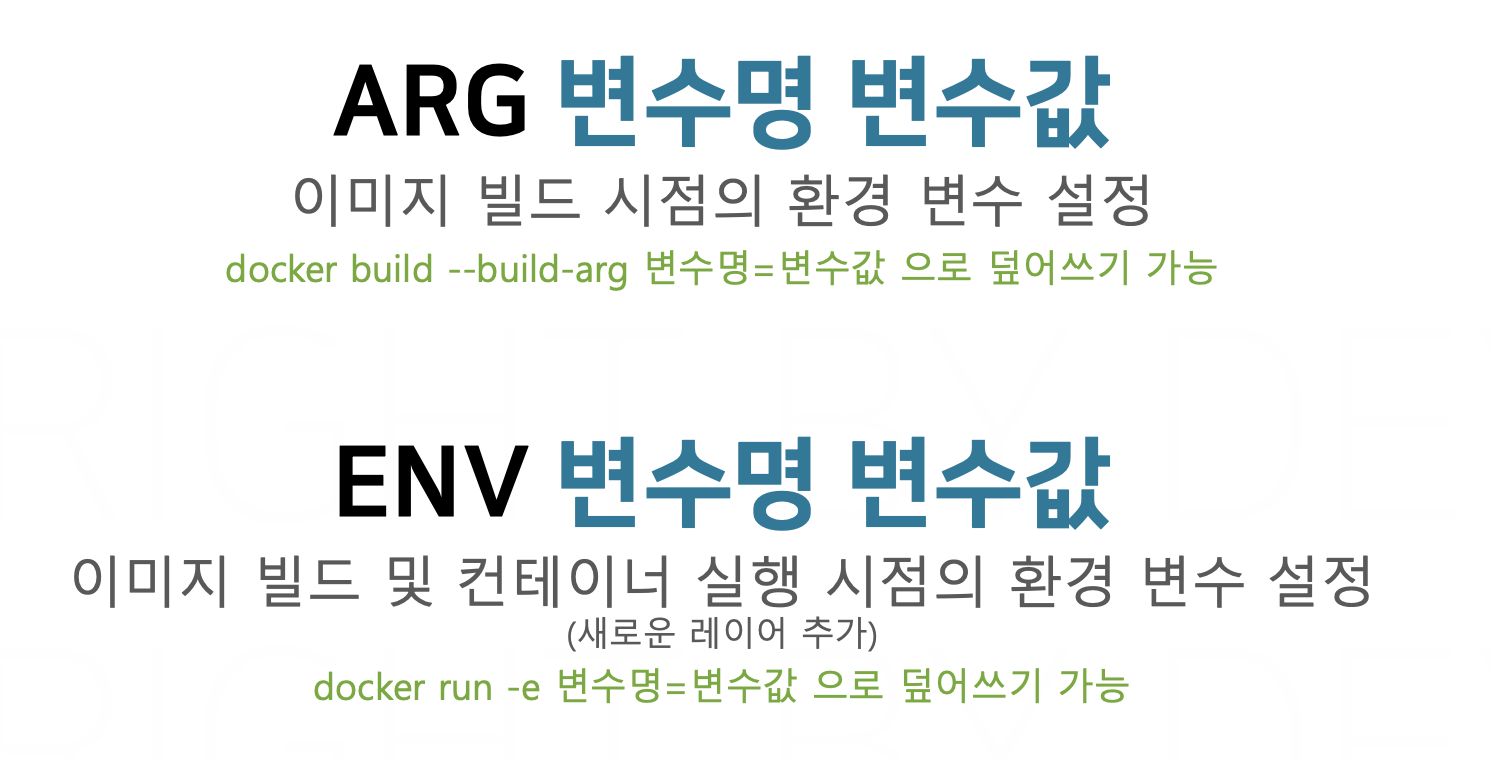 ARG 변수명 변수값
이미지 빌드 시점의 환경 변수 설정
docker build --build-arg 변수명=변수값 으로 덮어쓰기 가능
ENV 변수명 변수값
이미지 빌드 및 컨테이너 실행 시점의 환경 변수 설정
(새로운 레이어 추가)
docker run -e 변수명=변수값 으로 덮어쓰기 가능